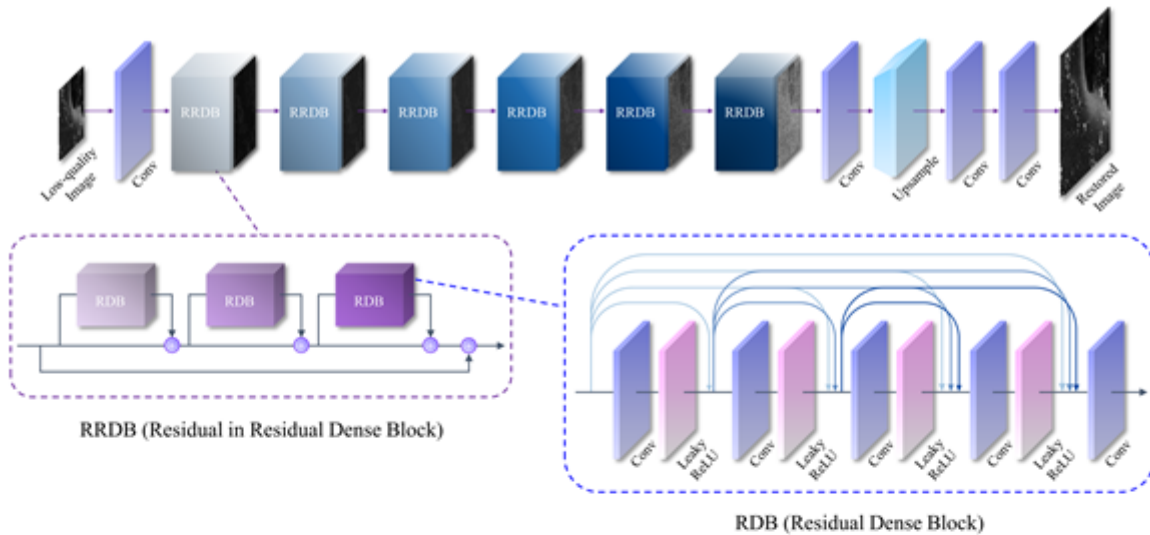 RRDB
RRDB
RRDB
RRDB
RRDB
RRDB
Low-quality
Image
Conv
Conv
Upsample
Conv
Conv
Restored
Image
RDB
RDB
RDB
RRDB (Residual in Residual Dense Block)
Conv
Leaky
ReLU
Conv
Leaky
ReLU
Conv
Leaky
ReLU
Conv
Leaky
ReLU
Conv
RDB (Residual Dense Block)